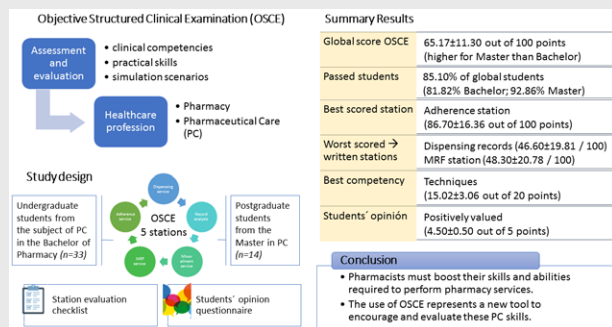 Objective Structured Clinical Examination (OSCE)
Assessment
and
evaluation
• clinical competencies
• practical skills
• simulation scenarios
Healthcare
profession
• Pharmacy
• Pharmaceutical Care
(PC)
Study design
Undergraduate
students from
the subject of PC
in the Bachelor of
Pharmacy (n=33)
Dispensing
service
Adherence
service
OSCE
5 stations
service
service
Postgraduate
students from
the Master in PC
(n=14)
Station evaluation
checklist
Students´ opinion
questionnaire
Summary Results
Global score OSCE
65.17±11.30 out of 100 points
(higher for Master than Bachelor)
Passed students
85.10% of global students
(81.82% Bachelor; 92.86% Master)
Best scored station
Adherence station
(86.70±16.36 out of 100 points)
Worst scored →
written stations
Dispensing records (46.60±19.81 / 100)
MRF station (48.30±20.78 / 100)
Best competency
Techniques
(15.02±3.06 out of 20 points)
Students´ opinión
Positively valued
(4.50±0.50 out of 5 points)
Conclusion
• Pharmacists must boost their skills and abilities
required to perform pharmacy services.
• The use of OSCE represents a new tool to
encourage and evaluate these PC skills.